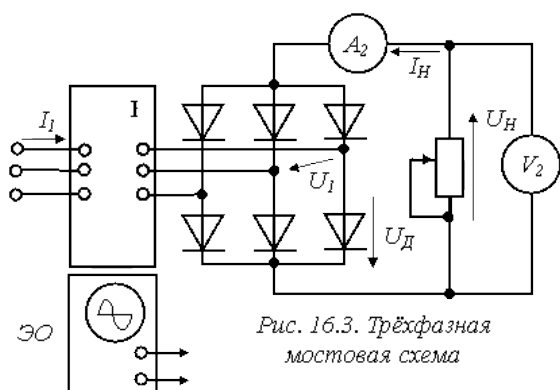 A₂
I_Н
I
I₁
U_Н
V₂
U₁
U_Д
ЭО
Рис. 16.3. Трёхфазная
мостовая схема